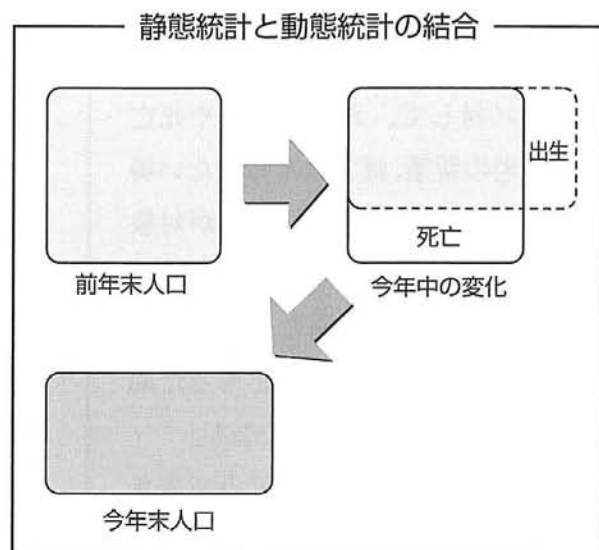 静態統計と動態統計の結合
出生
死亡
前年末人口
今年中の変化
今年末人口